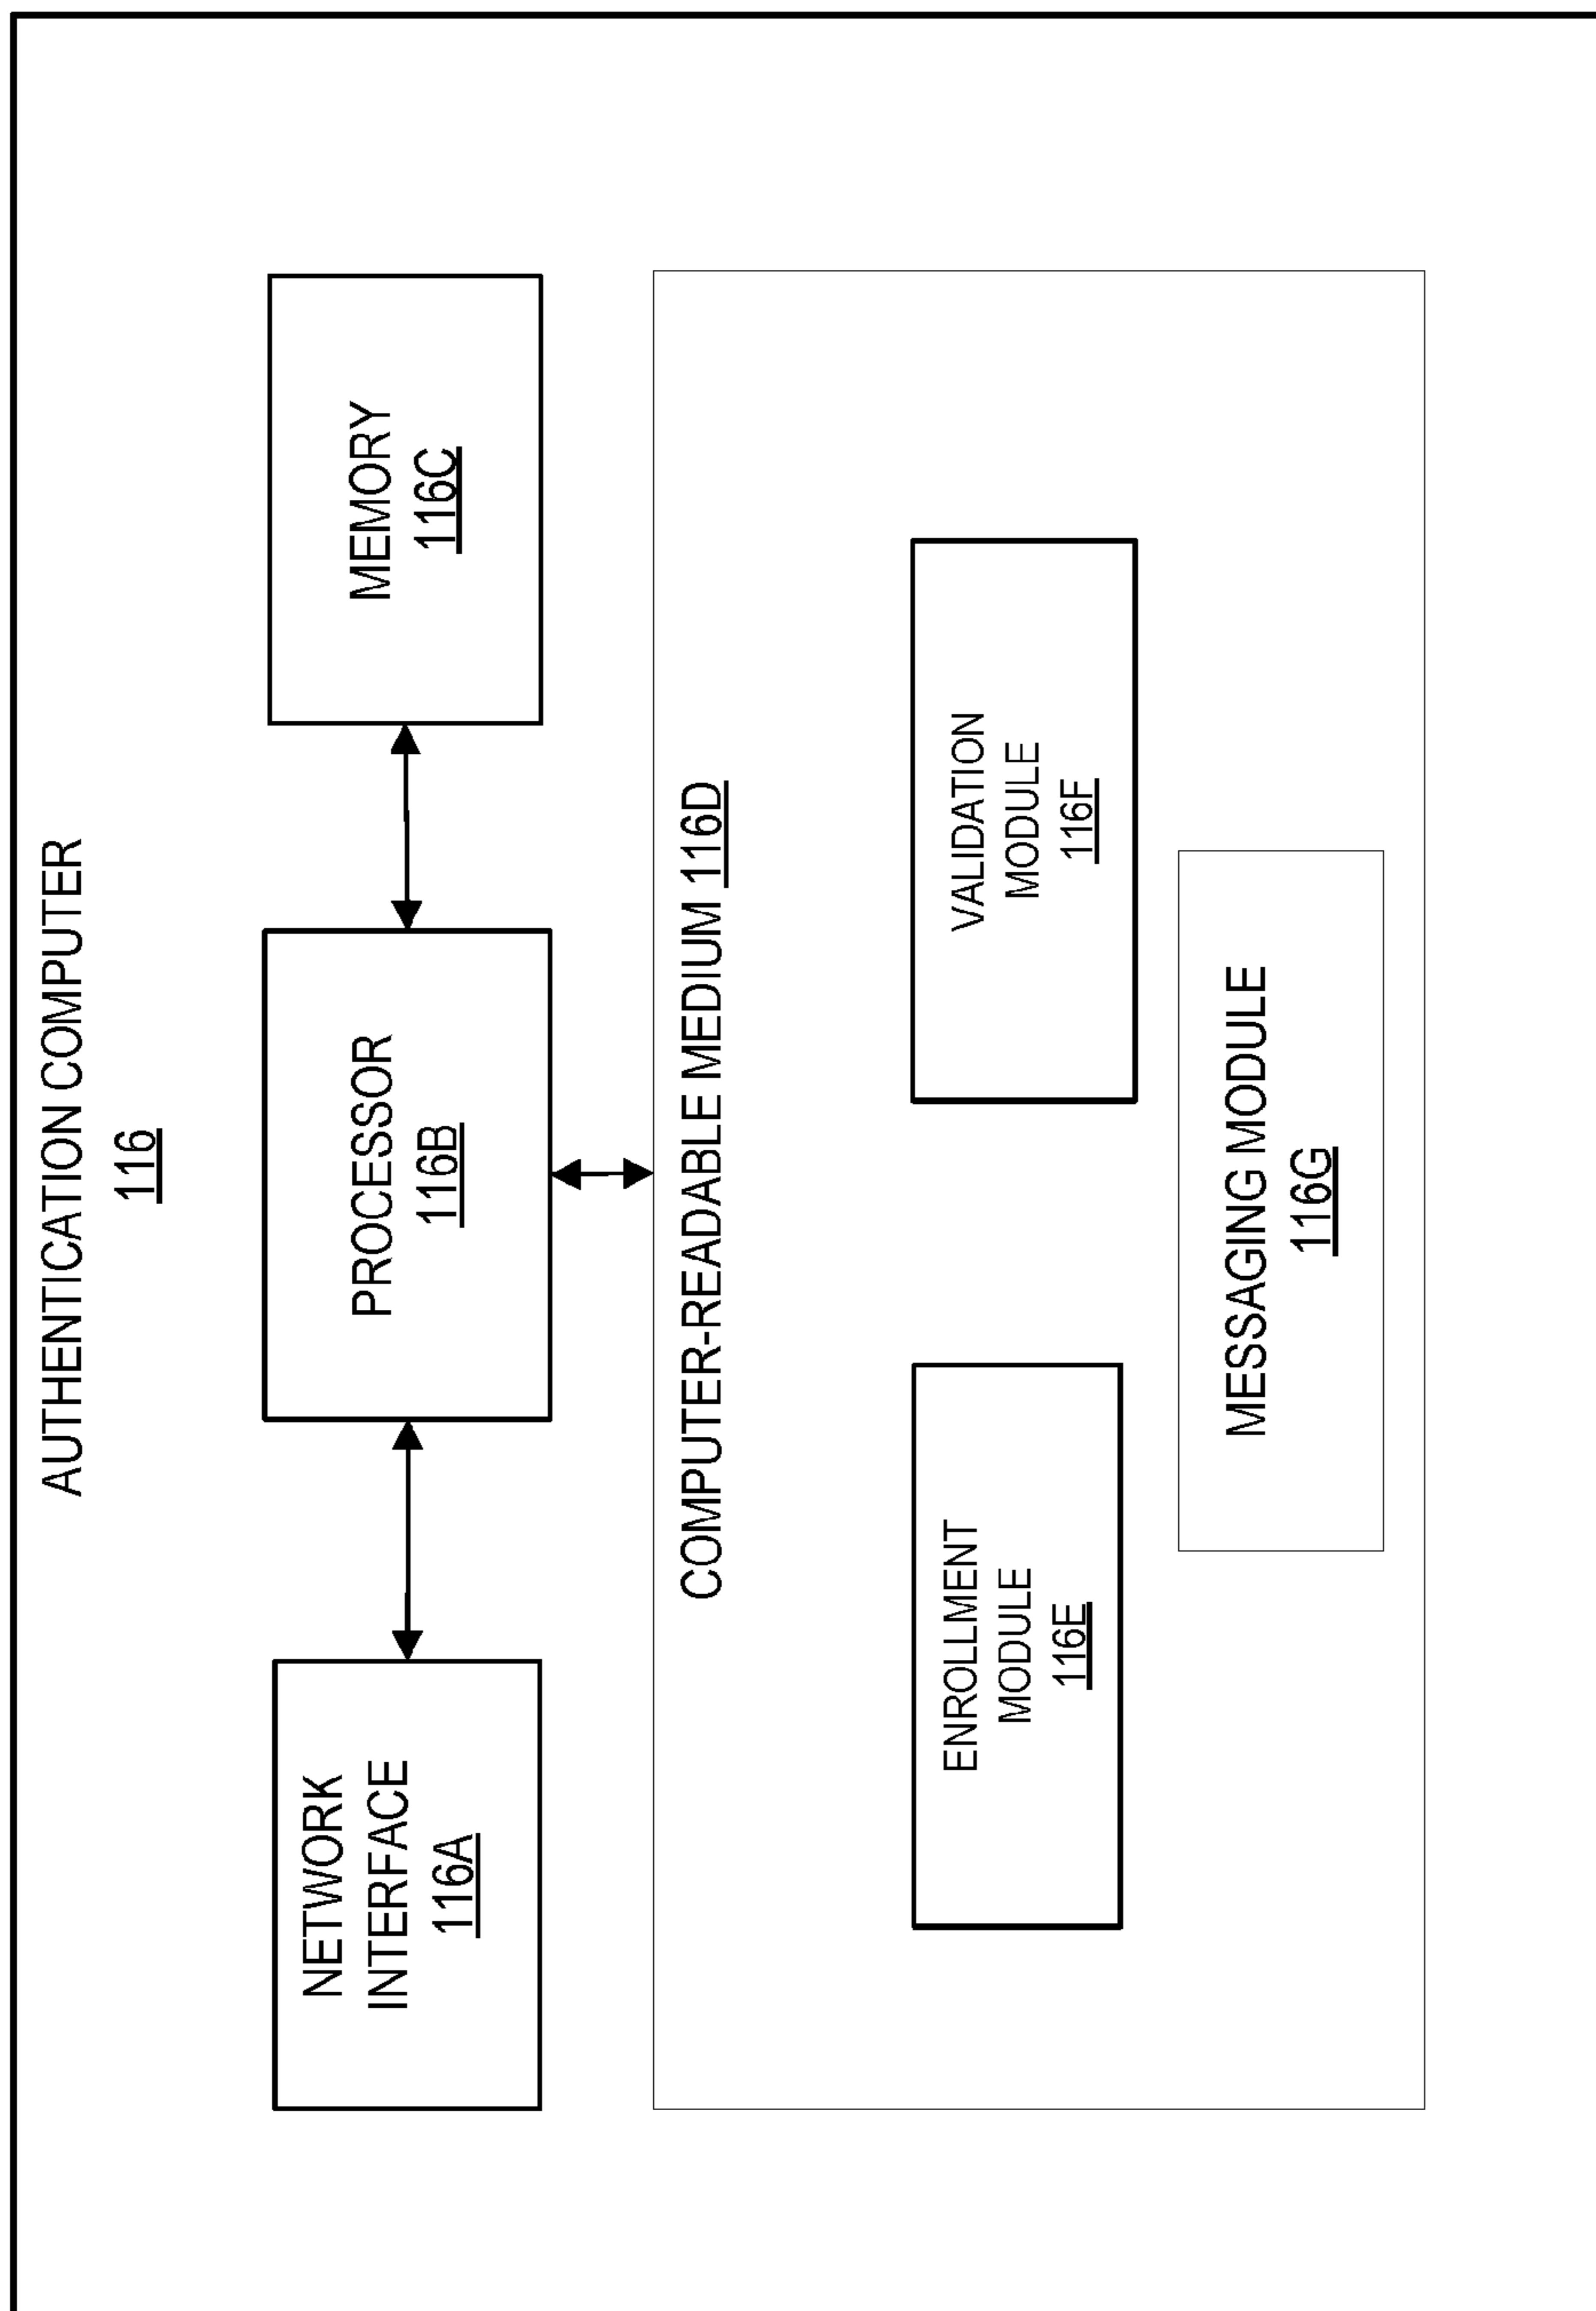 AUTHENTICATION COMPUTER
116
NETWORK
INTERFACE
116A
PROCESSOR
116B
MEMORY
116C
COMPUTER-READABLE MEDIUM 116D
ENROLLMENT
MODULE
116E
VALIDATION
MODULE
116F
MESSAGING MODULE
116G